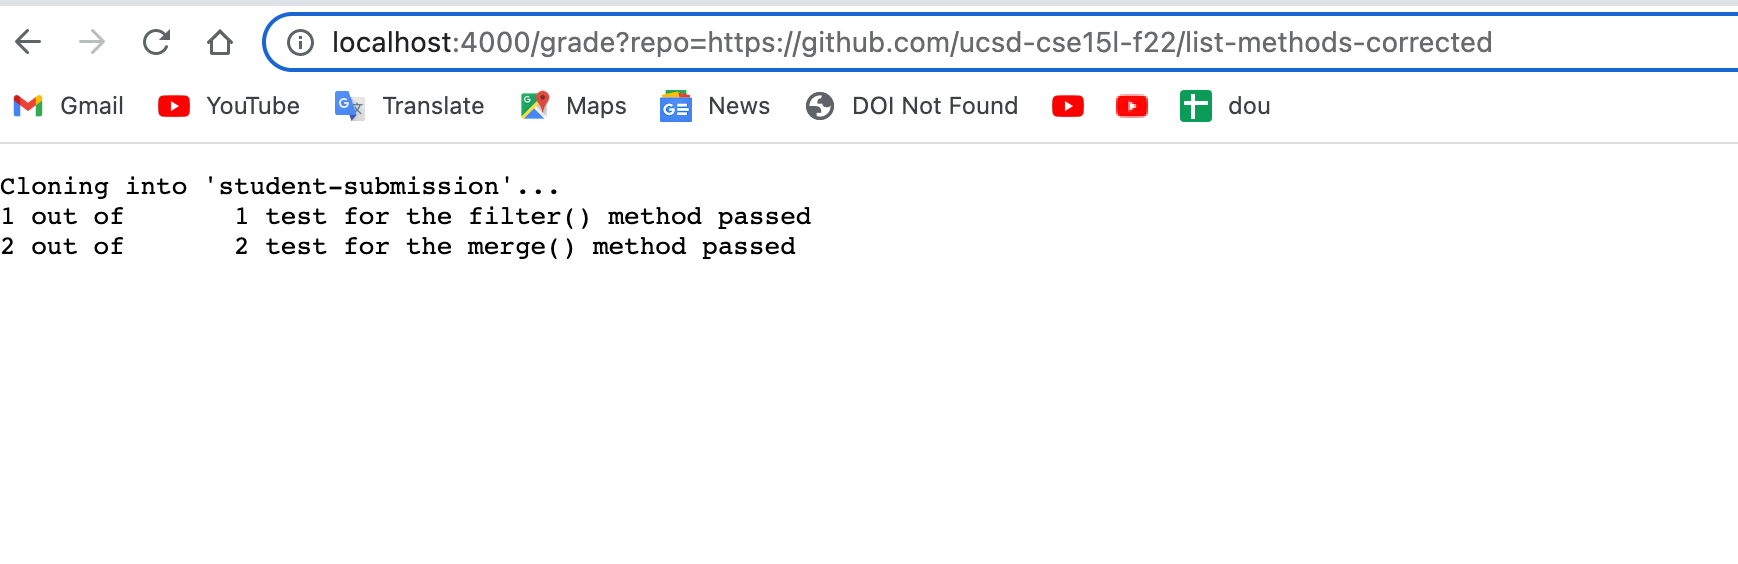 localhost:4000/grade?repo=https://github.com/ucsd-cse15l-f22/list-methods-corrected
Gmail YouTube Translate Maps News DOI Not Found dou
Cloning into 'student-submission'...
1 out of       1 test for the filter() method passed
2 out of       2 test for the merge() method passed